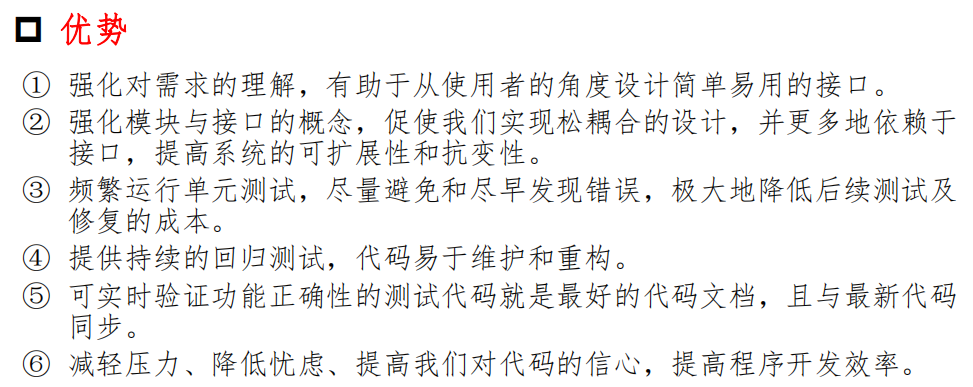 优势
① 强化对需求的理解，有助于从使用者的角度设计简单易用的接口。
② 强化模块与接口的概念，促使我们实现松耦合的设计，并更多地依赖于
接口，提高系统的可扩展性和抗变性。
③ 频繁运行单元测试，尽量避免和尽早发现错误，极大地降低后续测试及
修复的成本。
④ 提供持续的回归测试，代码易于维护和重构。
⑤ 可实时验证功能正确性的测试代码就是最好的代码文档，且与最新代码
同步。
⑥ 减轻压力、降低忧虑、提高我们对代码的信心，提高程序开发效率。